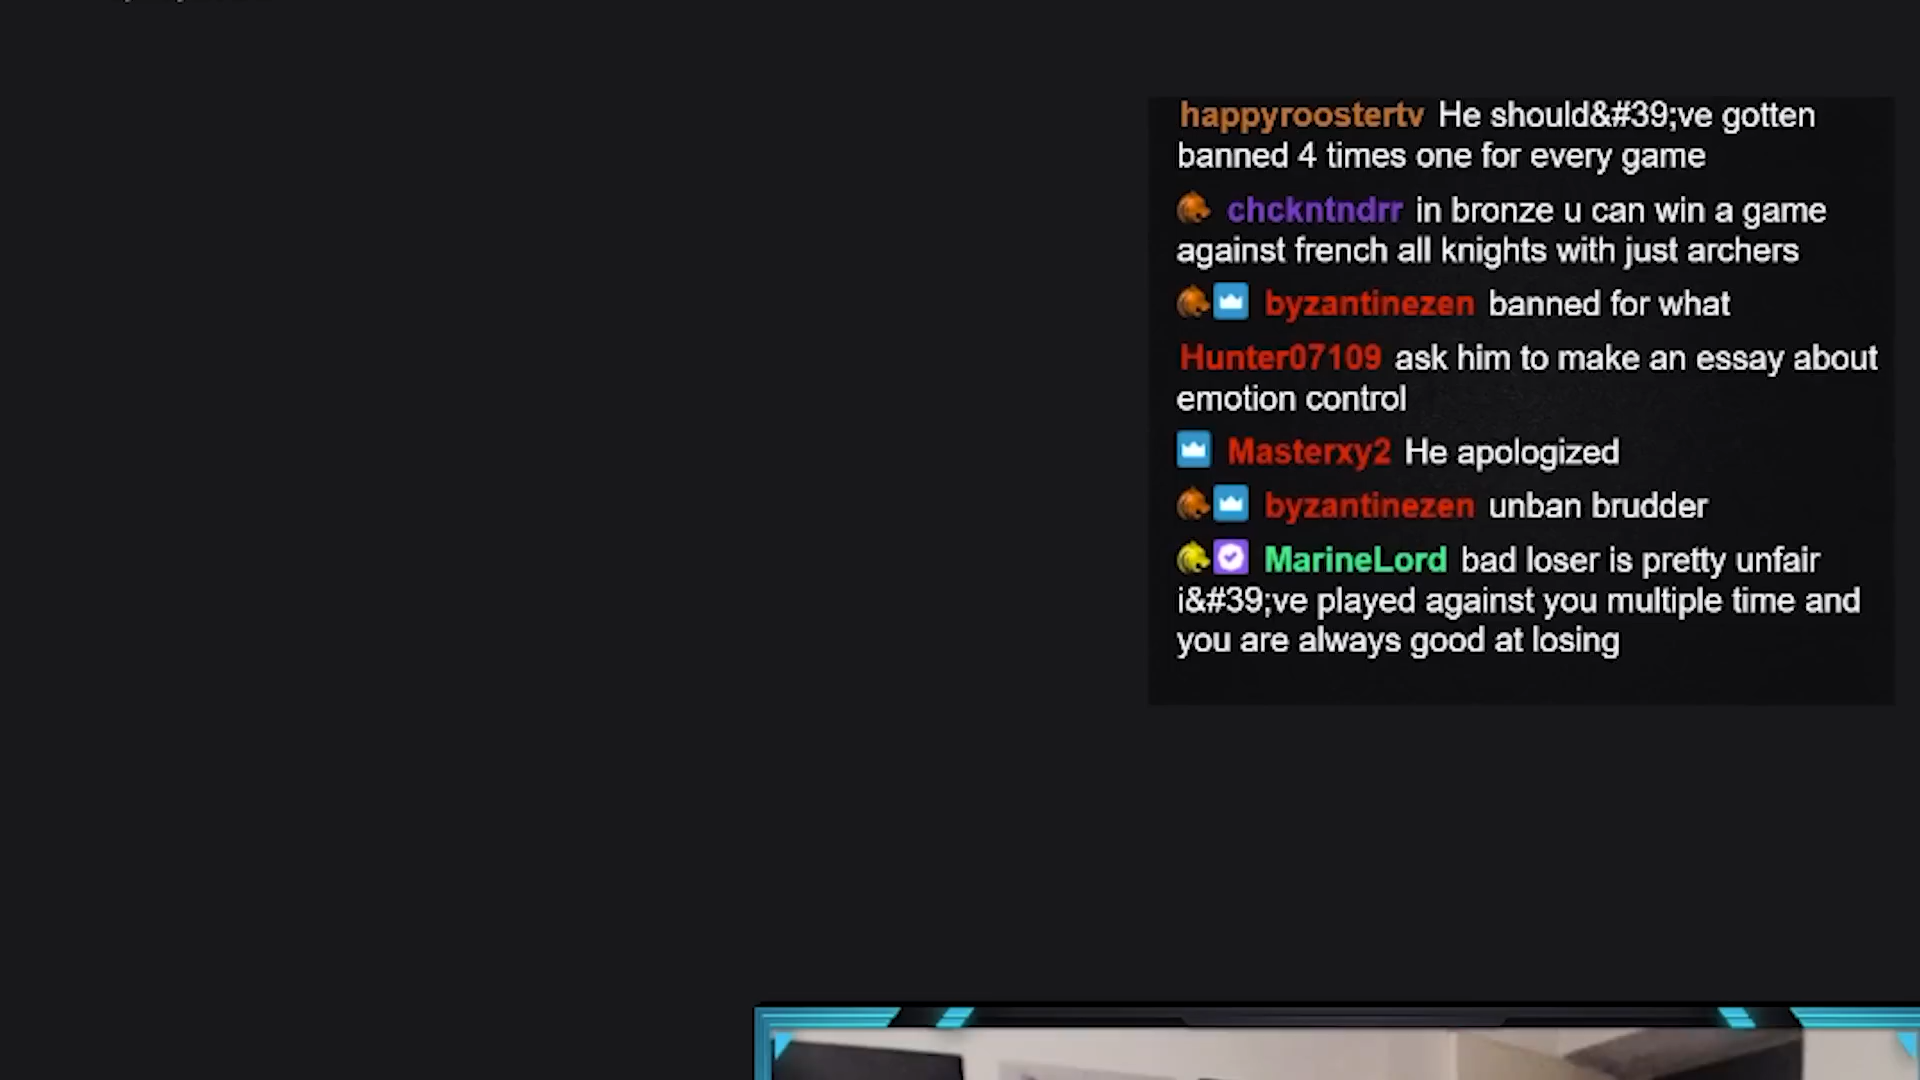 happyroostertv He should&#39;ve gotten
banned 4 times one for every game
chckntndrr in bronze u can win a game
against french all knights with just archers
byzantinezen banned for what
Hunter07109 ask him to make an essay about
emotion control
Masterxy2 He apologized
byzantinezen unban brudder
MarineLord bad loser is pretty unfair
i&#39;ve played against you multiple time and
you are always good at losing